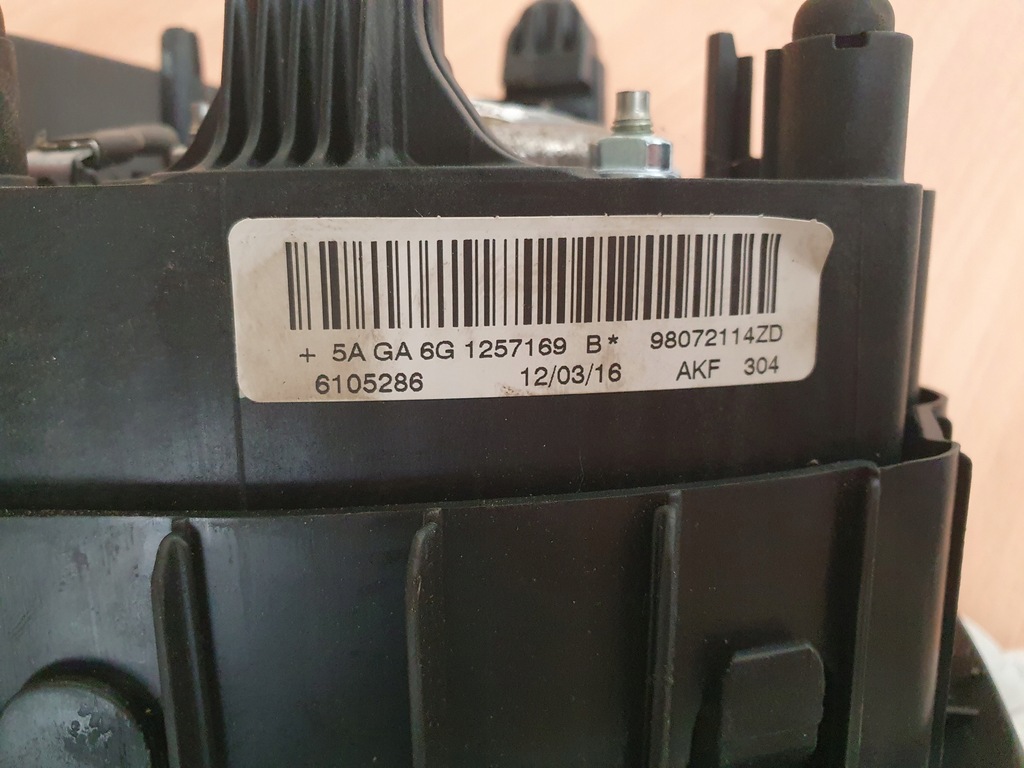 + 5A GA 6G 1257169 B* 98072114ZD
6105286 12/03/16 AKF 304